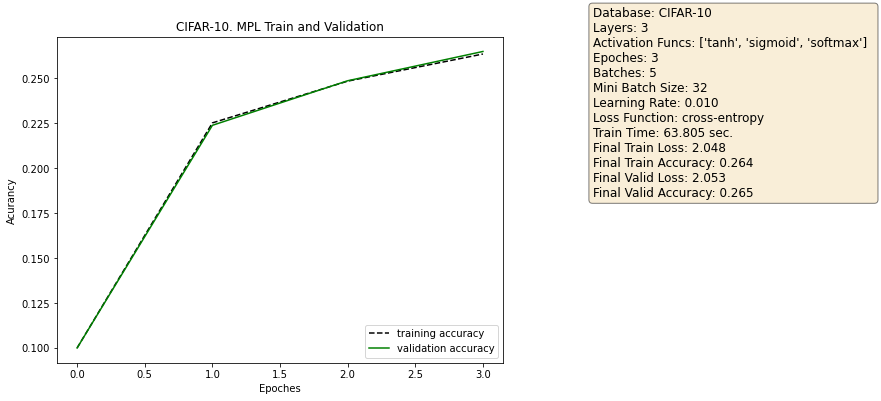 CIFAR-10. MPL Train and Validation
Acurancy
0.250
0.225
0.200
0.175
0.150
0.125
0.100
0.0
0.5
1.0
1.5
2.0
2.5
3.0
Epoches
training accuracy
validation accuracy
Database: CIFAR-10
Layers: 3
Activation Funcs: ['tanh', 'sigmoid', 'softmax']
Epoches: 3
Batches: 5
Mini Batch Size: 32
Learning Rate: 0.010
Loss Function: cross-entropy
Train Time: 63.805 sec.
Final Train Loss: 2.048
Final Train Accuracy: 0.264
Final Valid Loss: 2.053
Final Valid Accuracy: 0.265